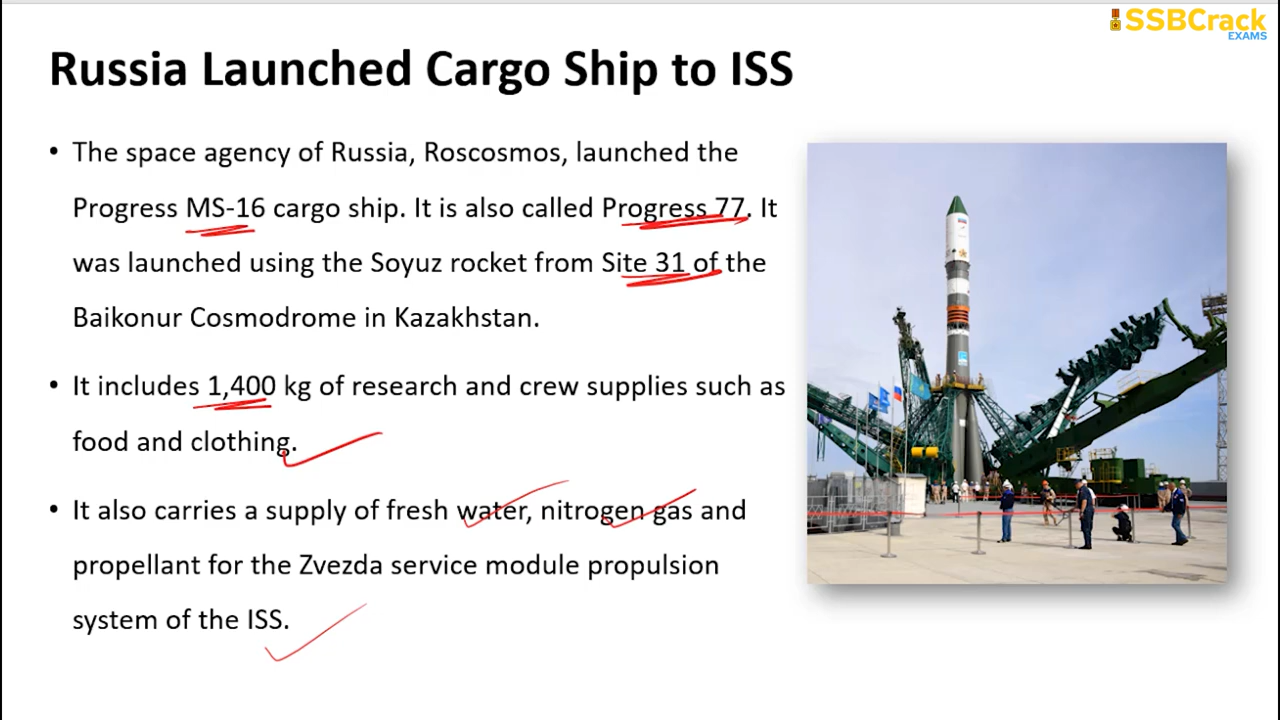 SSBCrack
EXAMS
Russia Launched Cargo Ship to ISS
• The space agency of Russia, Roscosmos, launched the
Progress MS-16 cargo ship. It is also called Progress 77. It
was launched using the Soyuz rocket from Site 31 of the
Baikonur Cosmodrome in Kazakhstan.
• It includes 1,400 kg of research and crew supplies such as
food and clothing.
• It also carries a supply of fresh water, nitrogen gas and
propellant for the Zvezda service module propulsion
system of the ISS.